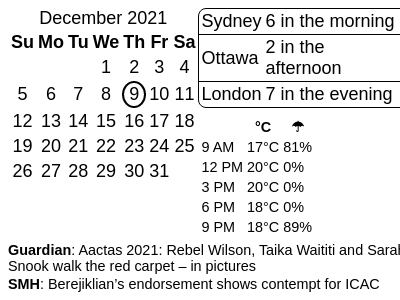 December 2021
Su Mo Tu We Th Fr Sa
1 2 3 4
5 6 7 8 9 10 11
12 13 14 15 16 17 18
19 20 21 22 23 24 25
26 27 28 29 30 31
Sydney 6 in the morning
Ottawa 2 in the
afternoon
London 7 in the evening
°C ☂
9 AM 17°C 81%
12 PM 20°C 0%
3 PM 20°C 0%
6 PM 18°C 0%
9 PM 18°C 89%
Guardian: Aactas 2021: Rebel Wilson, Taika Waititi and Sarah
Snook walk the red carpet – in pictures
SMH: Berejiklian's endorsement shows contempt for ICAC